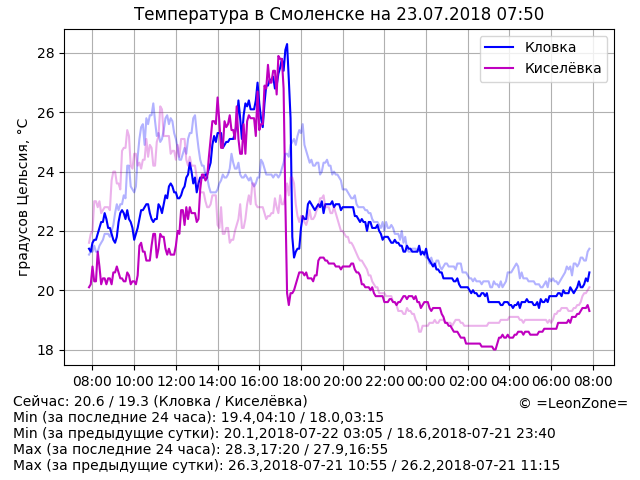 Температура в Смоленске на 23.07.2018 07:50
Кловка
Киселёвка
градусов Цельсия, °C
28
26
24
22
20
18
08:00 10:00 12:00 14:00 16:00 18:00 20:00 22:00 00:00 02:00 04:00 06:00 08:00
Сейчас: 20.6 / 19.3 (Кловка / Киселёвка)
© =LeonZone=
Min (за последние 24 часа): 19.4,04:10 / 18.0,03:15
Min (за предыдущие сутки): 20.1,2018-07-22 03:05 / 18.6,2018-07-21 23:40
Max (за последние 24 часа): 28.3,17:20 / 27.9,16:55
Max (за предыдущие сутки): 26.3,2018-07-21 10:55 / 26.2,2018-07-21 11:15